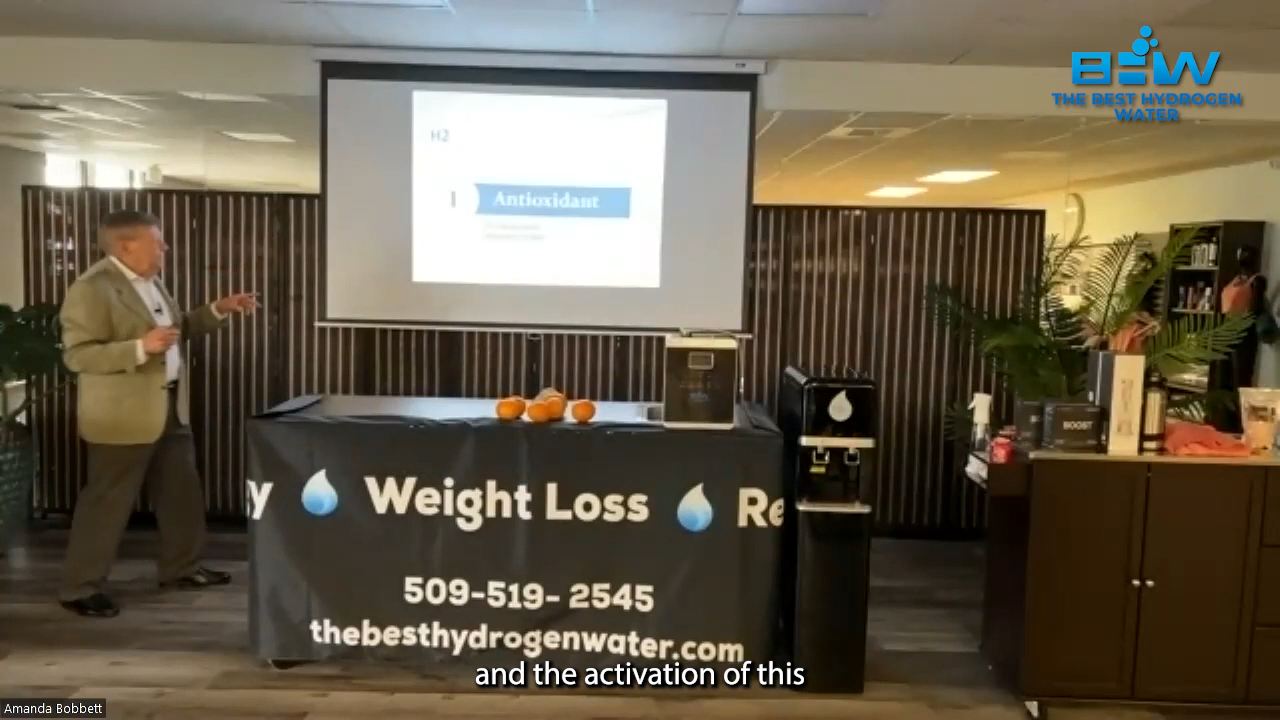 BHW
THE BEST HYDROGEN
WATER
H2
1
Antioxidant
BOOST
y Weight Loss Re
509-519- 2545
thebesthydrogenwater.com
and the activation of this
Amanda Bobbett